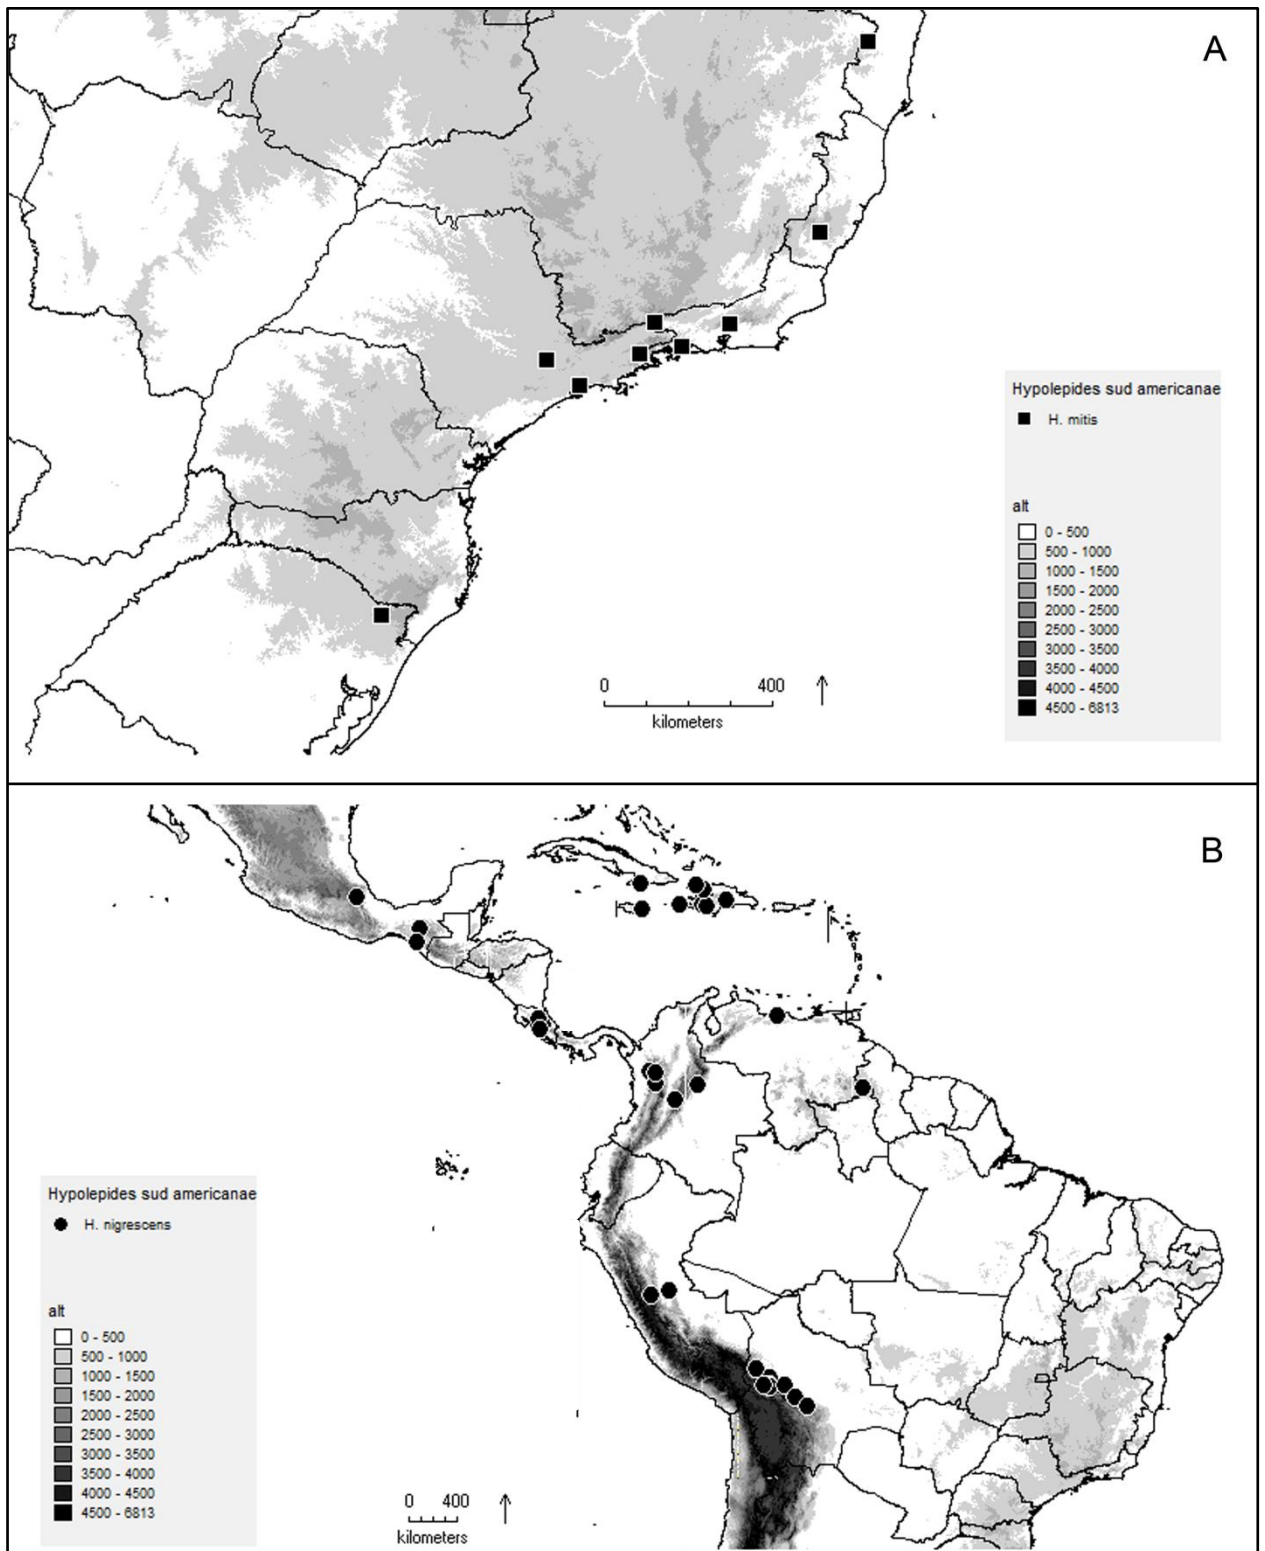 A
Hypolepides sud americanae
H. mitis
alt
0 - 500
500 - 1000
1000 - 1500
1500 - 2000
2000 - 2500
2500 - 3000
3000 - 3500
3500 - 4000
4000 - 4500
4500 - 6813
0 400
kilometers
B
Hypolepides sud americanae
H. nigrescens
alt
0 - 500
500 - 1000
1000 - 1500
1500 - 2000
2000 - 2500
2500 - 3000
3000 - 3500
3500 - 4000
4000 - 4500
4500 - 6813
0 400
kilometers